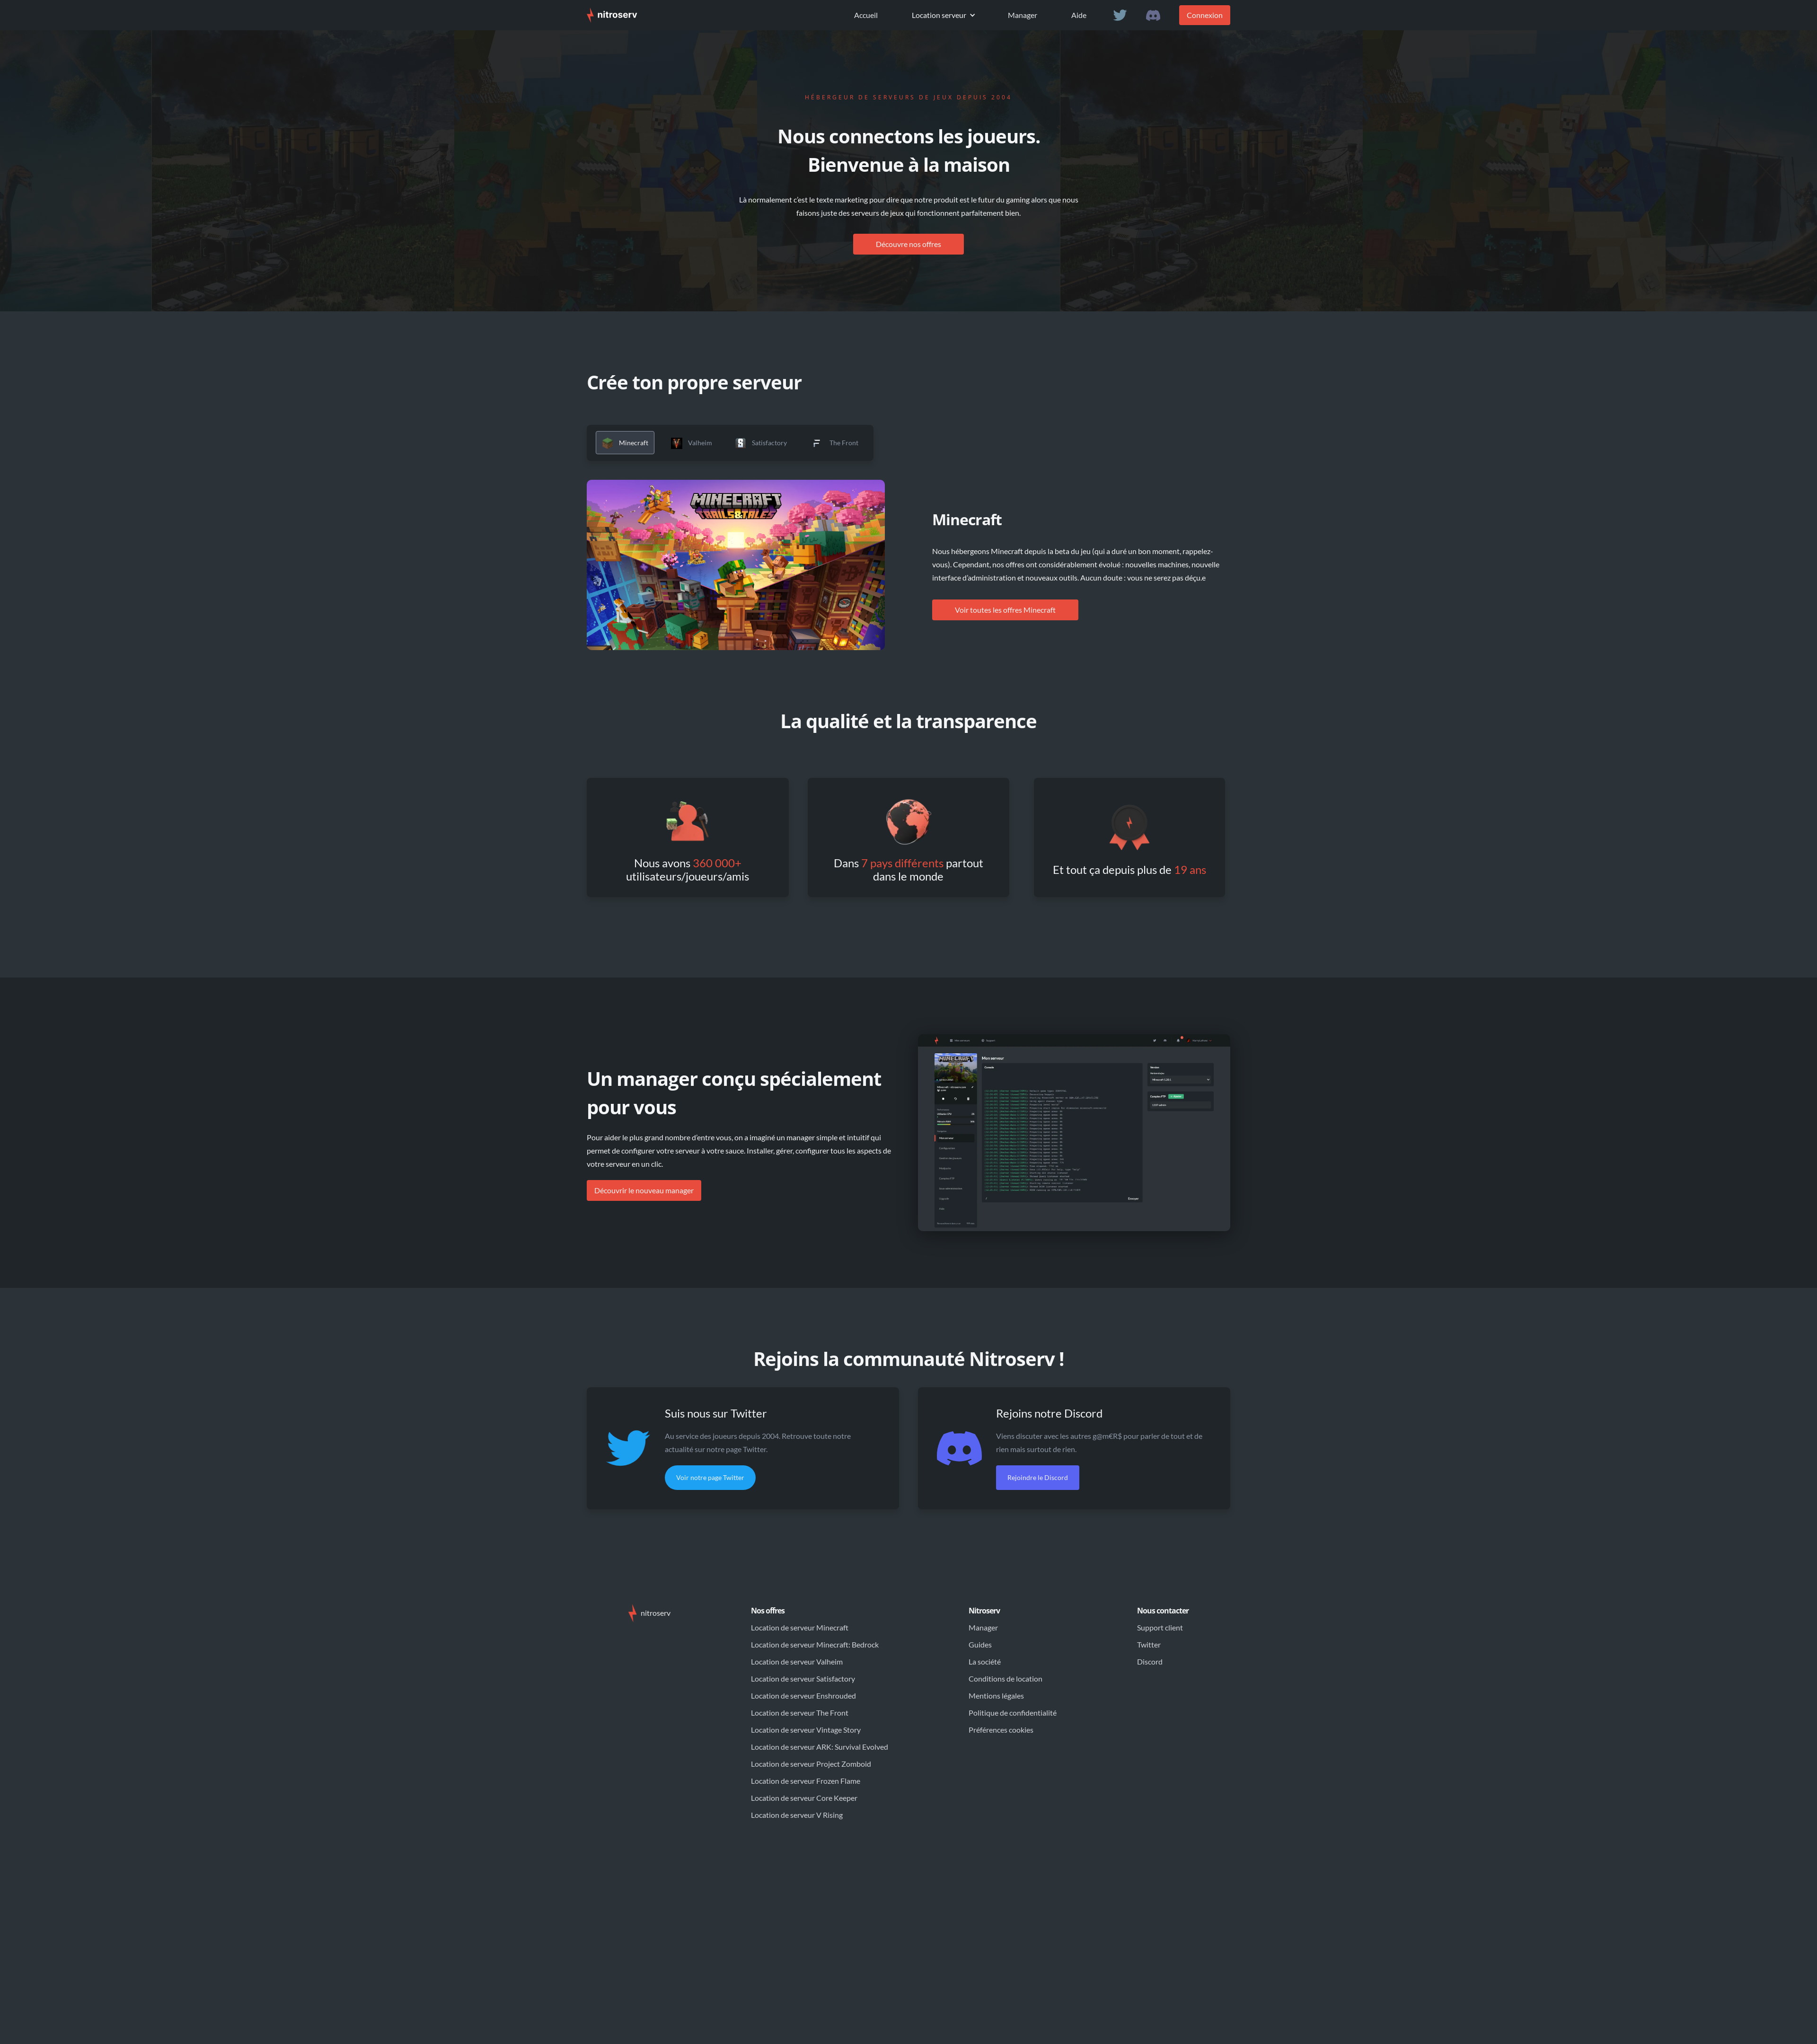 nitroserv
Accueil
Location serveur
Manager
Aide
Connexion
HÉBERGEUR DE SERVEURS DE JEUX DEPUIS 2004
Nous connectons les joueurs.
Bienvenue à la maison
Là normalement c'est le texte marketing pour dire que notre produit est le futur du gaming alors que nous
faisons juste des serveurs de jeux qui fonctionnent parfaitement bien.
Découvre nos offres
Crée ton propre serveur
Minecraft
Valheim
Satisfactory
The Front
MINECRAFT
TRAILS & TALES
Minecraft
Nous hébergeons Minecraft depuis la beta du jeu (qui a duré un bon moment, rappelez-
vous). Cependant, nos offres ont considérablement évolué : nouvelles machines, nouvelle
interface d'administration et nouveaux outils. Aucun doute : vous ne serez pas déçu.e
Voir toutes les offres Minecraft
La qualité et la transparence
Nous avons 360 000+
utilisateurs/joueurs/amis
Dans 7 pays différents partout
dans le monde
Et tout ça depuis plus de 19 ans
Un manager conçu spécialement
pour vous
Pour aider le plus grand nombre d'entre vous, on a imaginé un manager simple et intuitif qui
permet de configurer votre serveur à votre sauce. Installer, gérer, configurer tous les aspects de
votre serveur en un clic.
Découvrir le nouveau manager
Mon serveur
Console
Rejoins la communauté Nitroserv !
Suis nous sur Twitter
Au service des joueurs depuis 2004. Retrouve toute notre
actualité sur notre page Twitter.
Voir notre page Twitter
Rejoins notre Discord
Viens discuter avec les autres g@m€R$ pour parler de tout et de
rien mais surtout de rien.
Rejoindre le Discord
nitroserv
Nos offres
Location de serveur Minecraft
Location de serveur Minecraft: Bedrock
Location de serveur Valheim
Location de serveur Satisfactory
Location de serveur Enshrouded
Location de serveur The Front
Location de serveur Vintage Story
Location de serveur ARK: Survival Evolved
Location de serveur Project Zomboid
Location de serveur Frozen Flame
Location de serveur Core Keeper
Location de serveur V Rising
Nitroserv
Manager
Guides
La société
Conditions de location
Mentions légales
Politique de confidentialité
Préférences cookies
Nous contacter
Support client
Twitter
Discord